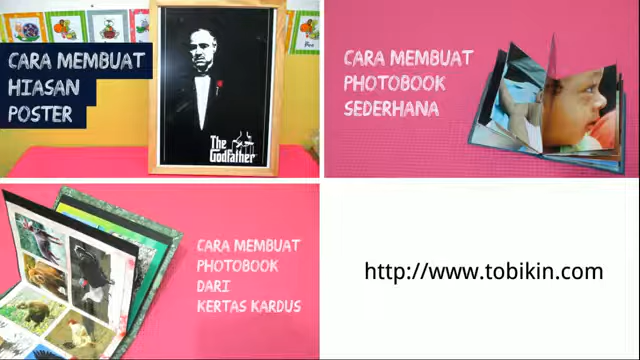 CARA MEMBUAT
HIASAN
POSTER
The
Godfather
CARA MEMBUAT
PHOTOBOOK
SEDERHANA
CARA MEMBUAT
PHOTOBOOK
DARI
KERTAS KARDUS
http://www.tobikin.com